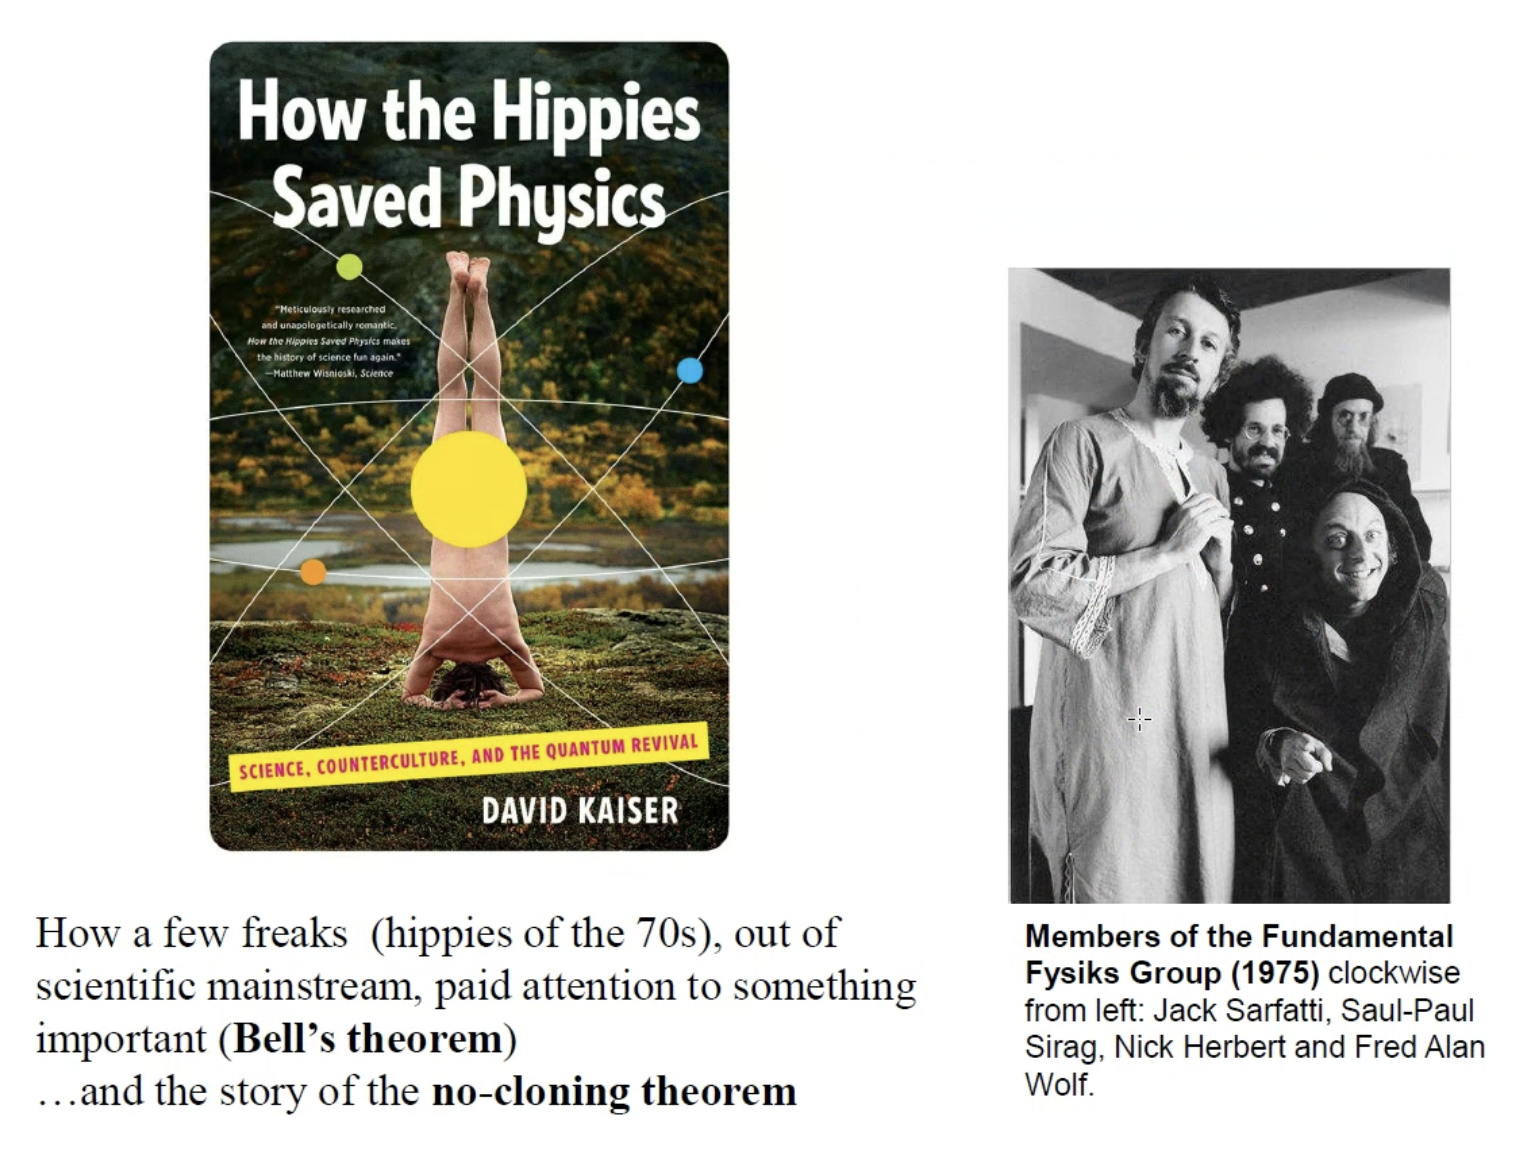 How the Hippies
Saved Physics
"Meticulously researched
and unapologetically romantic,
How the Hippies Saved Physics makes
the history of science fun again."
—Matthew Wisnioski, Science
SCIENCE, COUNTERCULTURE, AND THE QUANTUM REVIVAL
DAVID KAISER
How a few freaks  (hippies of the 70s), out of
scientific mainstream, paid attention to something
important (Bell's theorem)
…and the story of the no-cloning theorem
Members of the Fundamental
Fysiks Group (1975) clockwise
from left: Jack Sarfatti, Saul-Paul
Sirag, Nick Herbert and Fred Alan
Wolf.